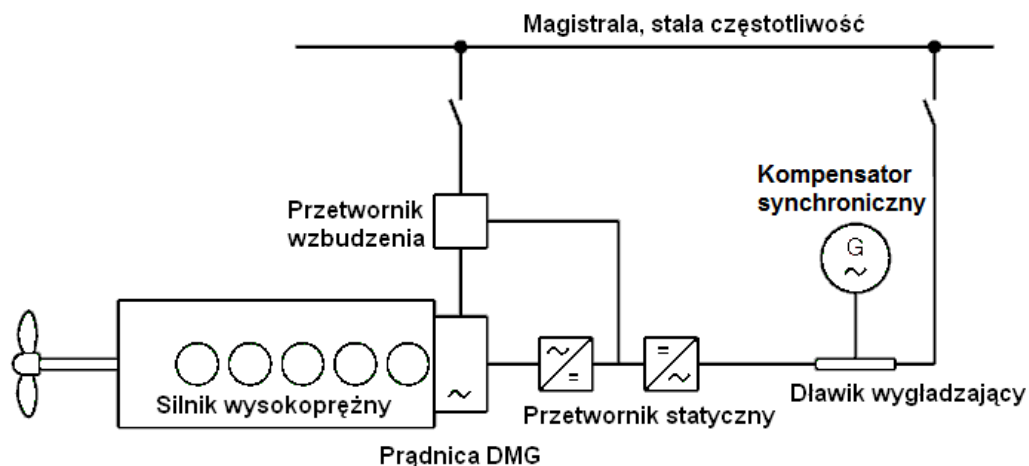 Magistrala, stała częstotliwość
Kompensator
synchroniczny
Przetwornik
wzbudzenia
G
~
Silnik wysokoprężny
~
~
=
=
~
Przetwornik statyczny
Dławik wygładzający
Prądnica DMG